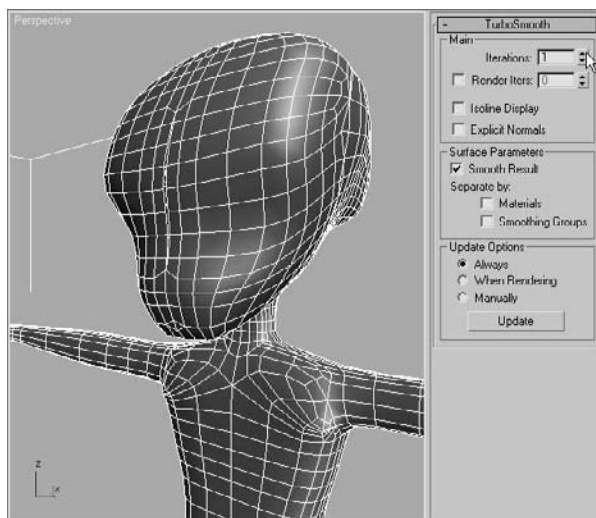 Perspective
- TurboSmooth
Main
Iterations: 1
Render Iters: 0
Isoline Display
Explicit Normals
Surface Parameters
Smooth Result
Separate by:
Materials
Smoothing Groups
Update Options
Always
When Rendering
Manually
Update
z
x